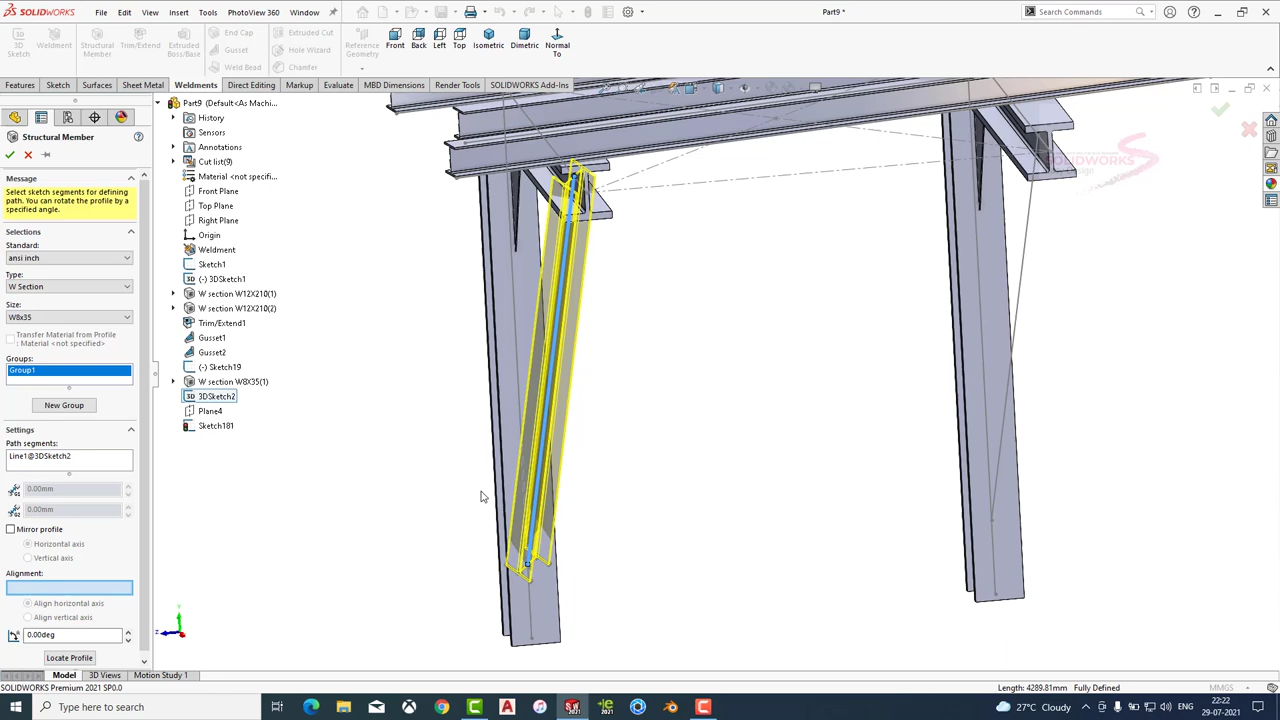 SOLIDWORKS File Edit View Insert Tools PhotoView 360 Window Part9 * Search Commands
3D Sketch Weldment Structural Member Trim/Extend Extruded Boss/Base End Cap Gusset Weld Bead Extruded Cut Hole Wizard Chamfer Reference Geometry Front Back Left Top Isometric Dimetric Normal To
Features Sketch Surfaces Sheet Metal Weldments Direct Editing Markup Evaluate MBD Dimensions Render Tools SOLIDWORKS Add-Ins
Structural Member
Message
Select sketch segments for defining
path. You can rotate the profile by a
specified angle.
Selections
Standard:
ansi inch
Type:
W Section
Size:
W8x35
Transfer Material from Profile
: Material <not specified>
Groups:
Group1
New Group
Settings
Path segments:
Line1@3DSketch2
G1 0.00mm
G2 0.00mm
Mirror profile
Horizontal axis
Vertical axis
Alignment:
Align horizontal axis
Align vertical axis
0.00deg
Locate Profile
Part9 (Default<As Machi...
History
Sensors
Annotations
Cut list(9)
Material <not specifi...
Front Plane
Top Plane
Right Plane
Origin
Weldment
Sketch1
3D (-) 3DSketch1
W section W12X210(1)
W section W12X210(2)
Trim/Extend1
Gusset1
Gusset2
(-) Sketch19
W section W8X35(1)
3D 3DSketch2
Plane4
Sketch181
SOLIDWORKS
Y
Z
Model 3D Views Motion Study 1
SOLIDWORKS Premium 2021 SP0.0 Length: 4289.81mm Fully Defined MMGS
Type here to search 27°C Cloudy 22:22
29-07-2021